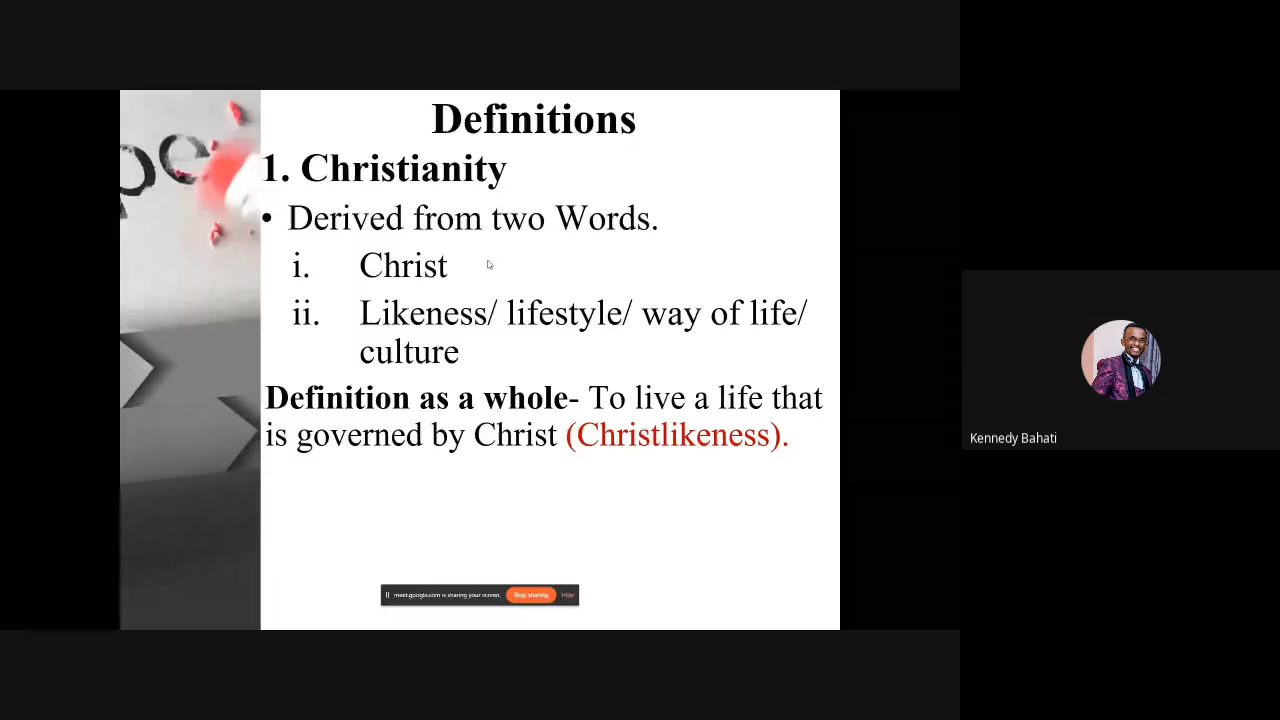 Definitions
1. Christianity
• Derived from two Words.
i. Christ
ii. Likeness/ lifestyle/ way of life/
culture
Definition as a whole- To live a life that
is governed by Christ (Christlikeness).
meet.google.com is sharing your screen. Stop sharing Hide
Kennedy Bahati